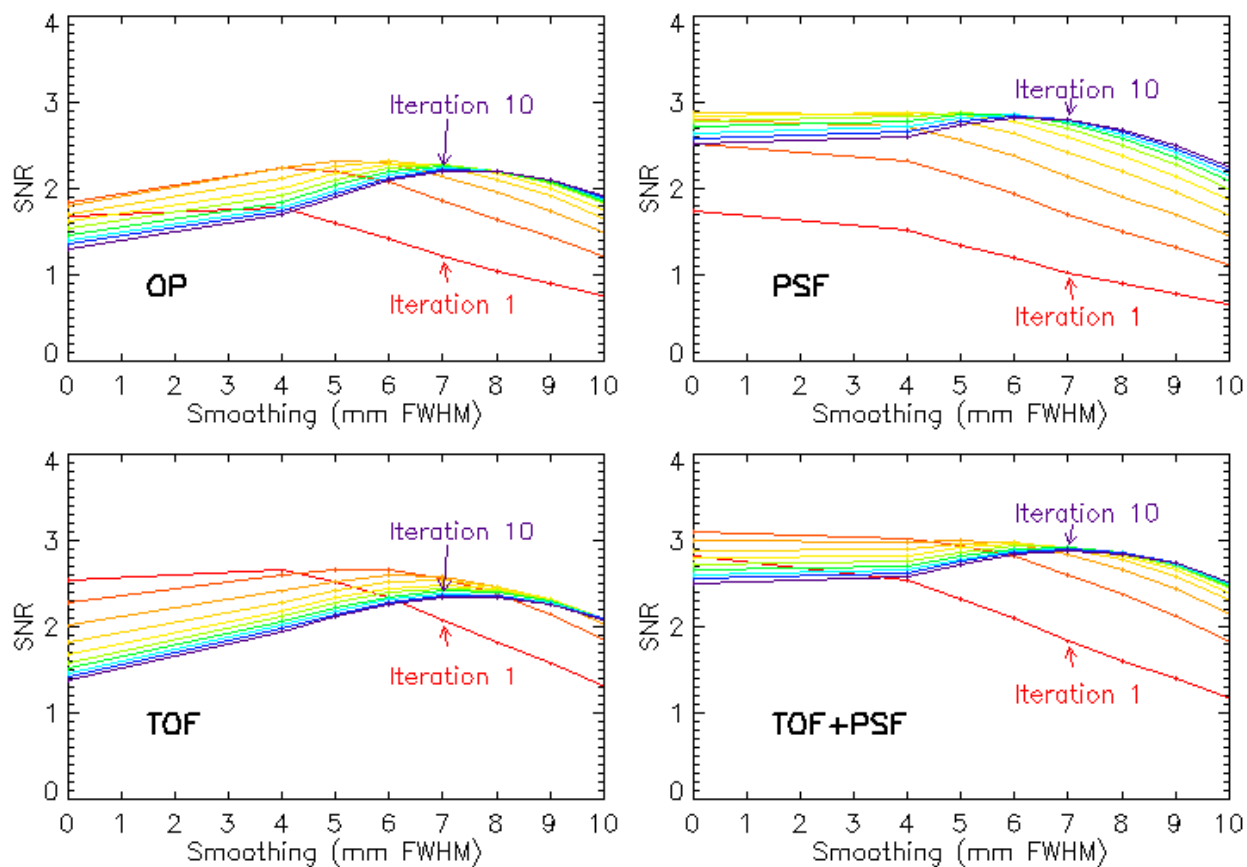 4
3
2
1
0
SNR
Iteration 10
OP
Iteration 1
0 1 2 3 4 5 6 7 8 9 10
Smoothing (mm FWHM)
4
3
2
1
0
SNR
Iteration 10
PSF
Iteration 1
0 1 2 3 4 5 6 7 8 9 10
Smoothing (mm FWHM)
4
3
2
1
0
SNR
Iteration 10
Iteration 1
TOF
0 1 2 3 4 5 6 7 8 9 10
Smoothing (mm FWHM)
4
3
2
1
0
SNR
Iteration 10
Iteration 1
TOF+PSF
0 1 2 3 4 5 6 7 8 9 10
Smoothing (mm FWHM)